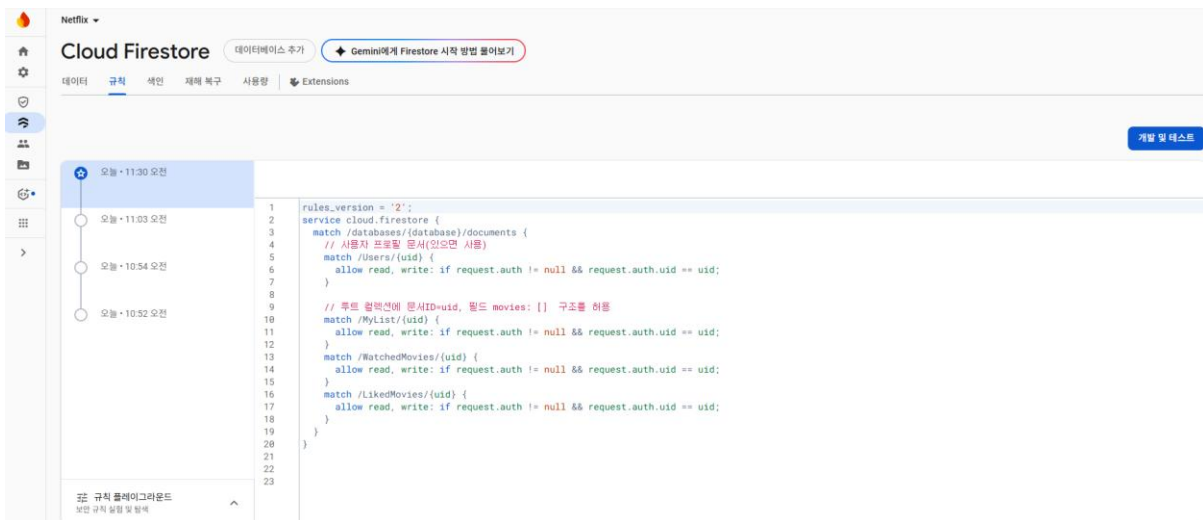 Netflix
Cloud Firestore 데이터베이스 추가 Gemini에게 Firestore 시작 방법 물어보기
데이터 규칙 색인 재해 복구 사용량 Extensions
개발 및 테스트
오늘 • 11:30 오전
오늘 • 11:03 오전
오늘 • 10:54 오전
오늘 • 10:52 오전
1 rules_version = '2';
2 service cloud.firestore {
3 match /databases/{database}/documents {
4 // 사용자 프로필 문서(있으면 사용)
5 match /Users/{uid} {
6 allow read, write: if request.auth != null && request.auth.uid == uid;
7 }
8
9 // 루트 컬렉션에 문서ID=uid, 필드 movies: [] 구조를 허용
10 match /MyList/{uid} {
11 allow read, write: if request.auth != null && request.auth.uid == uid;
12 }
13 match /WatchedMovies/{uid} {
14 allow read, write: if request.auth != null && request.auth.uid == uid;
15 }
16 match /LikedMovies/{uid} {
17 allow read, write: if request.auth != null && request.auth.uid == uid;
18 }
19 }
20 }
21
22
23
규칙 플레이그라운드
보안 규칙 실험 및 탐색